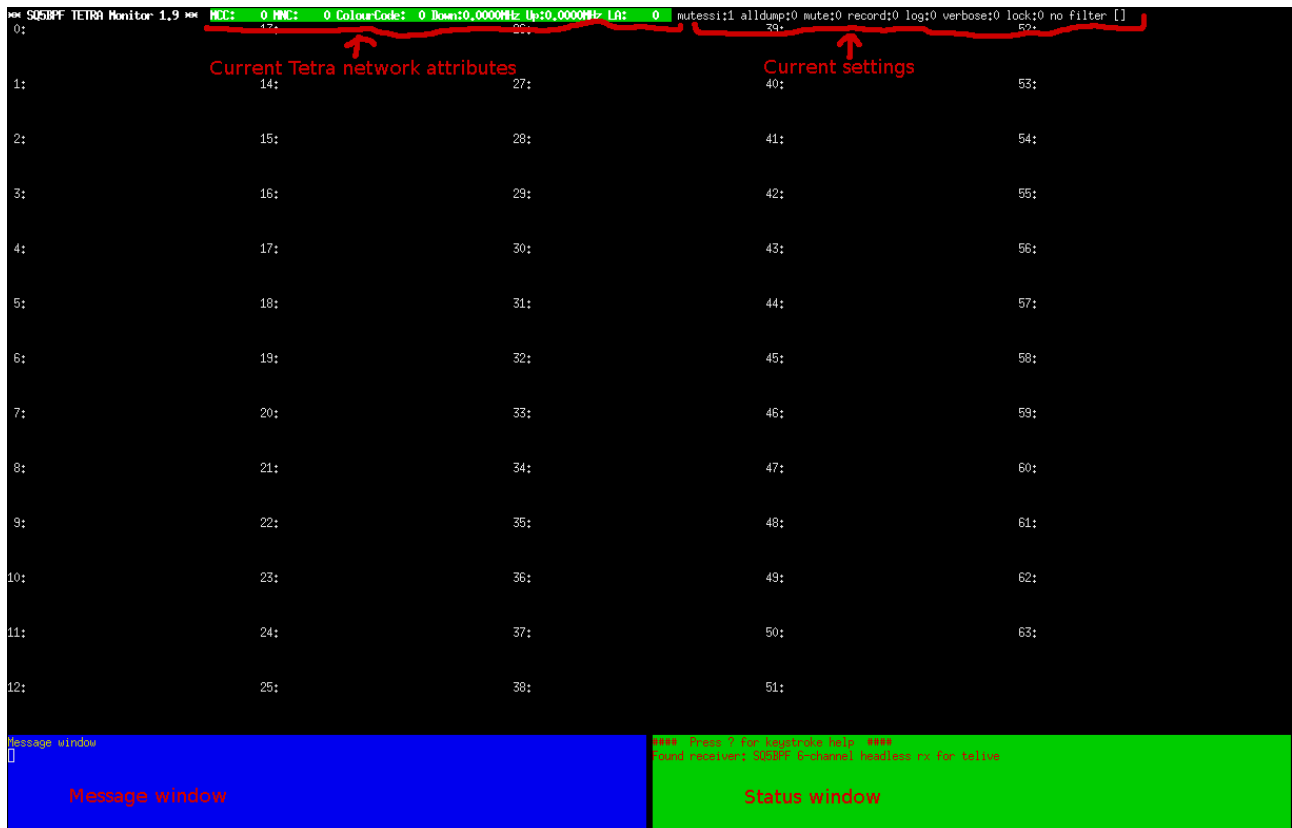 ** SQ5BPF TETRA Monitor 1.9 ** MCC: 0 MNC: 0 ColourCode: 0 Down:0.0000MHz Up:0.0000MHz LA: 0 mutessi:1 alldump:0 mute:0 record:0 log:0 verbose:0 lock:0 no filter []
0: 13: 26: 39: 52:
Current Tetra network attributes Current settings
1: 14: 27: 40: 53:
2: 15: 28: 41: 54:
3: 16: 29: 42: 55:
4: 17: 30: 43: 56:
5: 18: 31: 44: 57:
6: 19: 32: 45: 58:
7: 20: 33: 46: 59:
8: 21: 34: 47: 60:
9: 22: 35: 48: 61:
10: 23: 36: 49: 62:
11: 24: 37: 50: 63:
12: 25: 38: 51:
Message window
#### Press ? for keystroke help ####
Found receiver: SQ5BPF 6-channel headless rx for telive
Message window
Status window